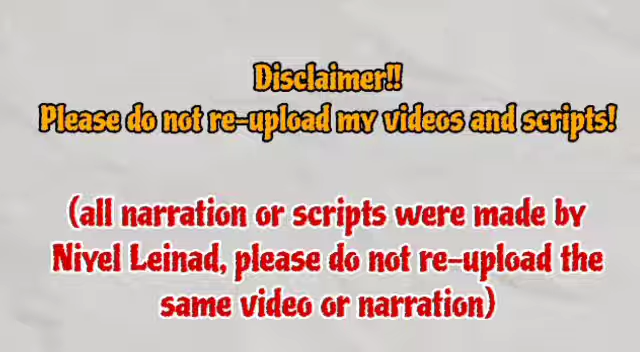 Disclaimer!!
Please do not re-upload my videos and scripts!
(all narration or scripts were made by
Niyel Leinad, please do not re-upload the
same video or narration)